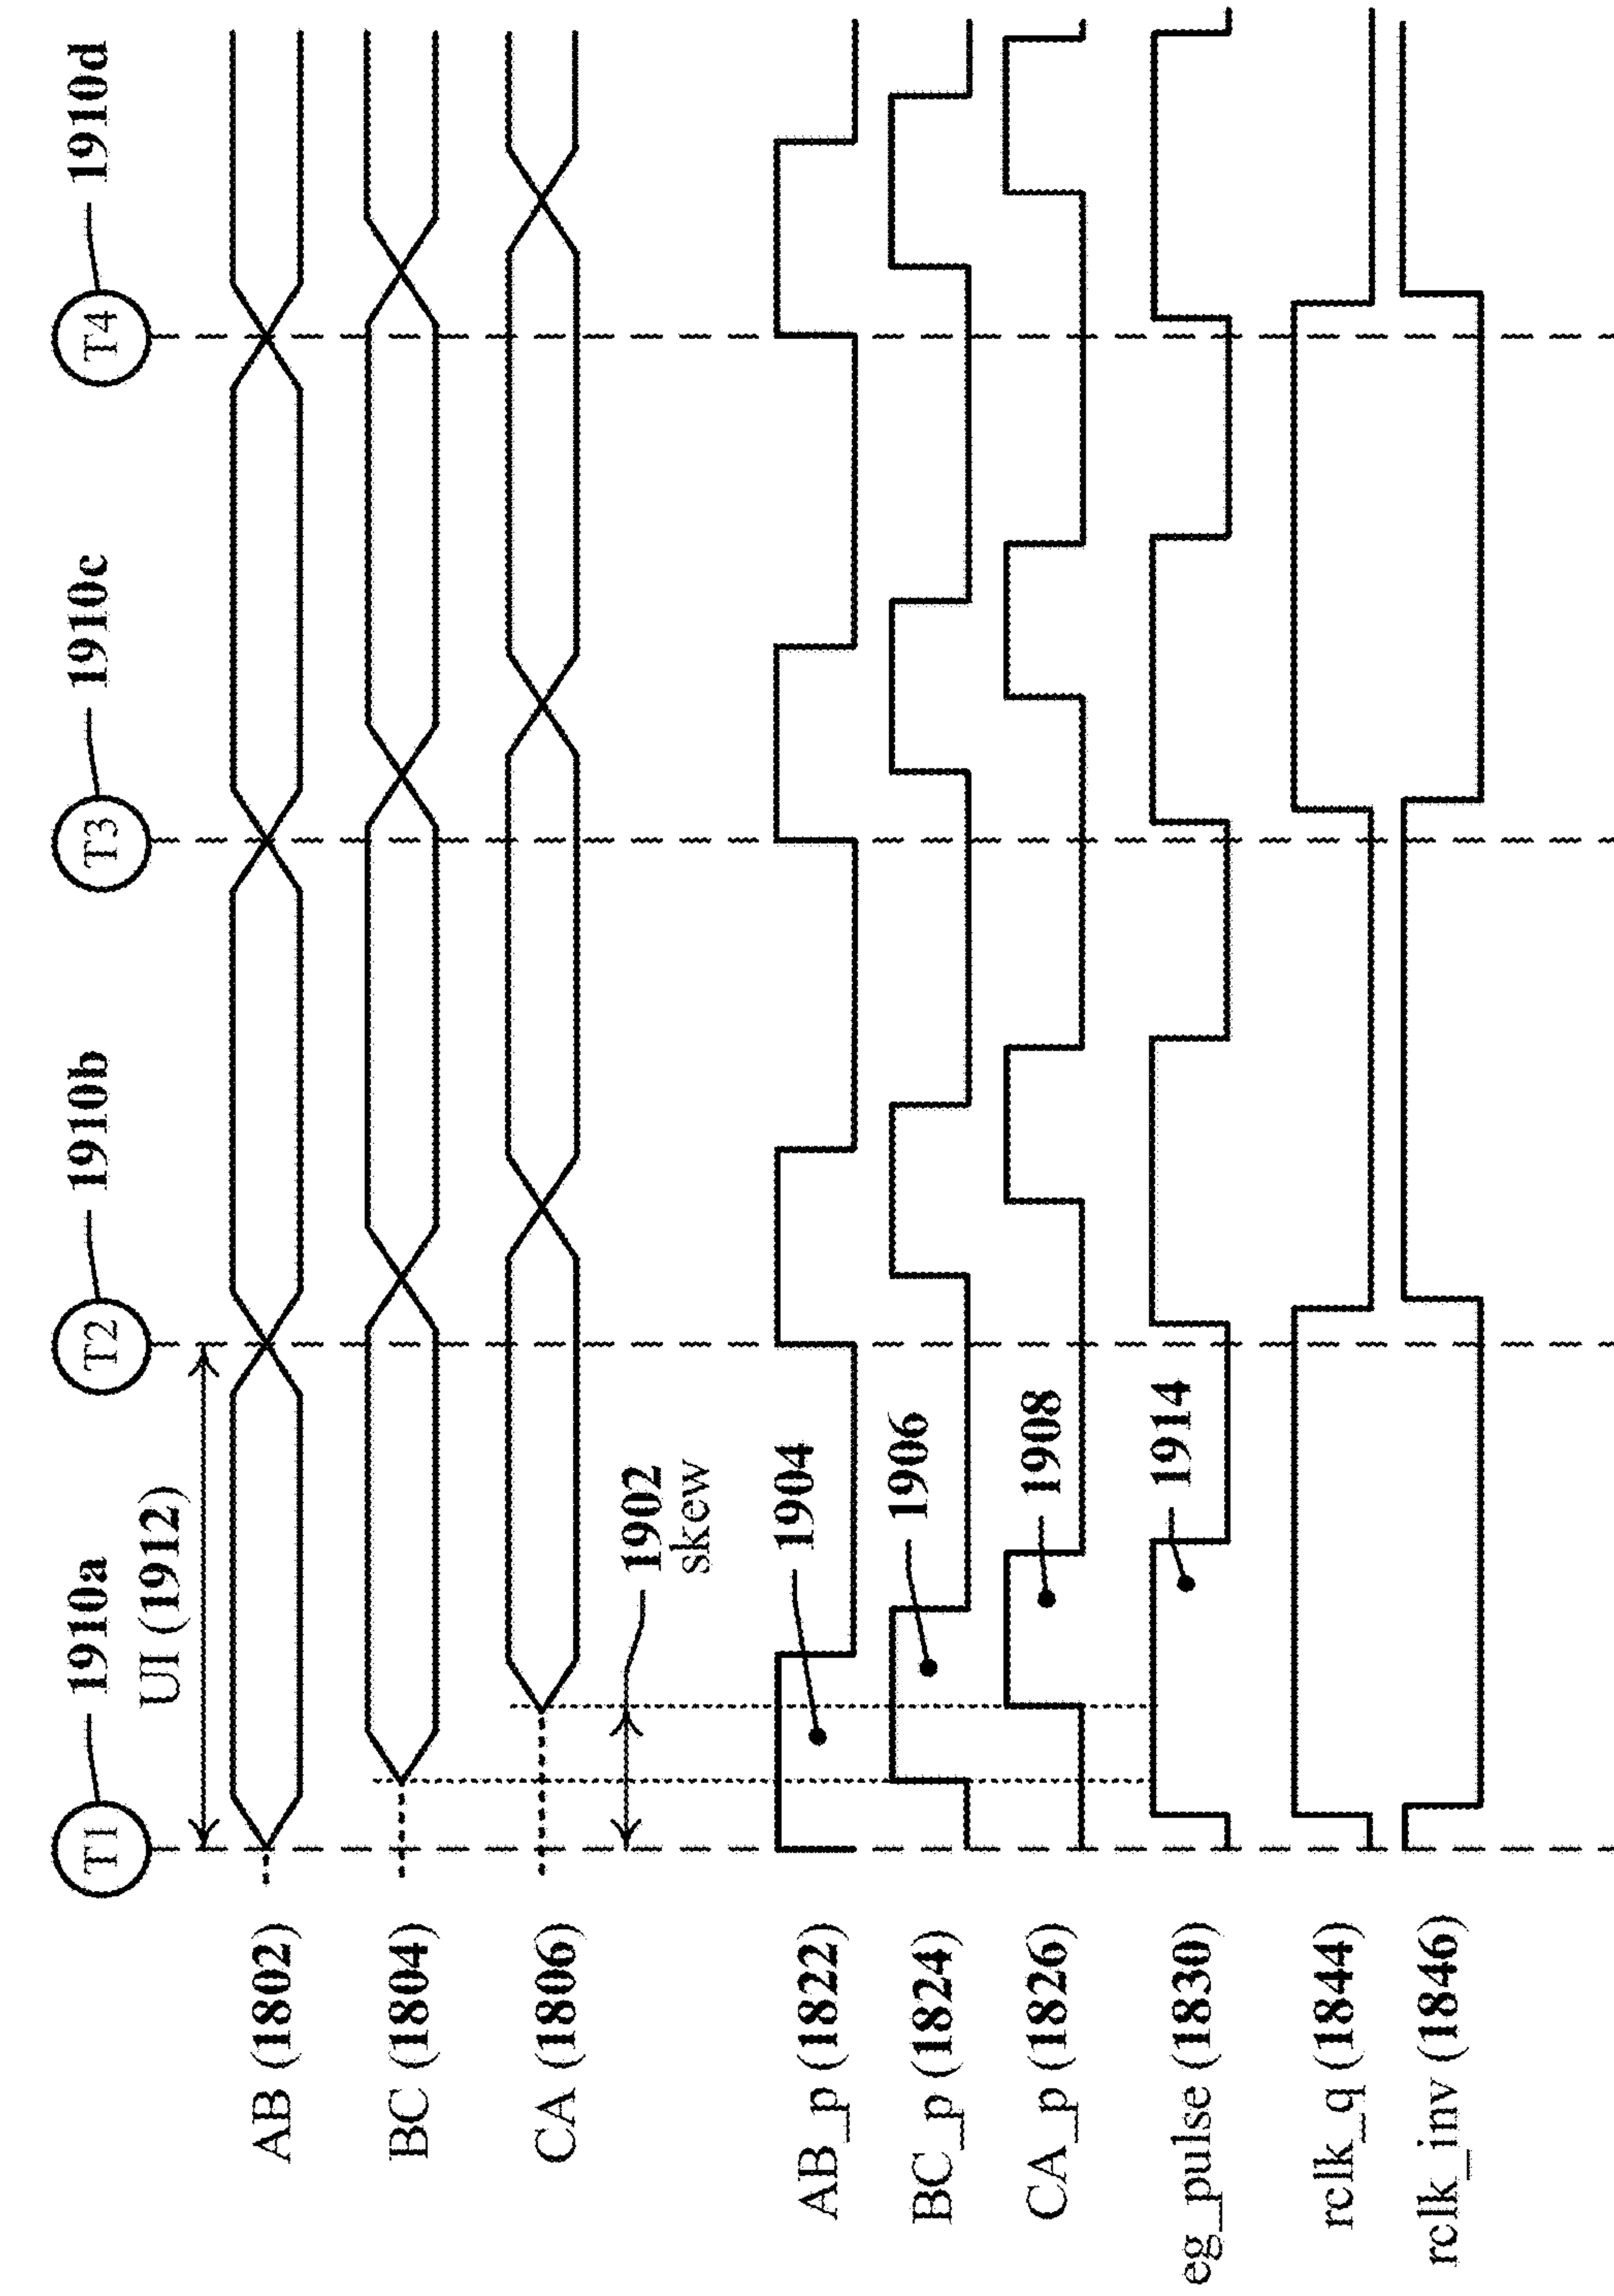 1910a 1910b 1910c 1910d
T1 T2 T3 T4
UI (1912)
AB (1802)
BC (1804)
CA (1806)
1902
skew
AB_p (1822)
1904
BC_p (1824)
1906
CA_p (1826)
1908
eg_pulse (1830)
1914
rclk_q (1844)
rclk_inv (1846)